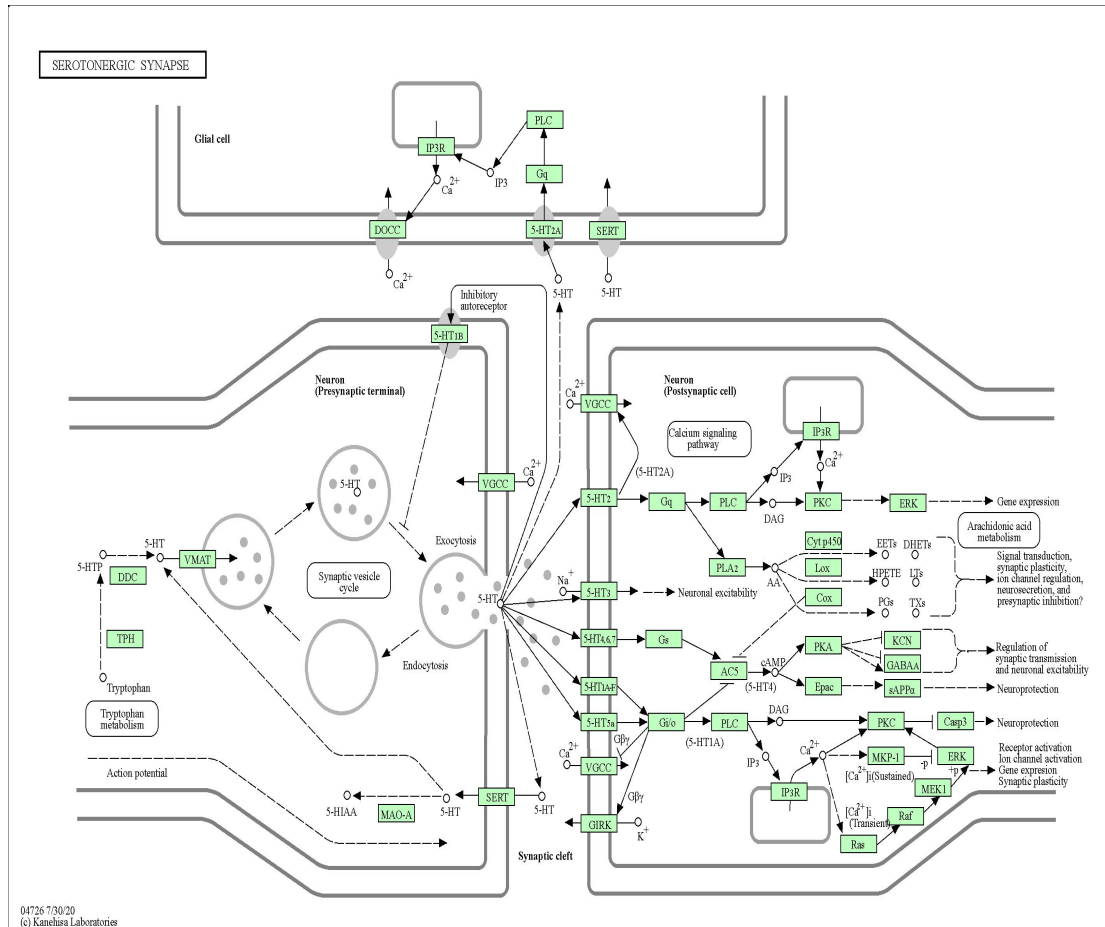 SEROTONERGIC SYNAPSE
Glial cell
PLC
IP3R
Gq
IP3
Ca2+
DOCC
5-HT2A
SERT
Ca2+
5-HT
5-HT
Inhibitory
autoreceptor
5-HT1B
Neuron
(Presynaptic terminal)
5-HT
VGCC
Ca2+
Exocytosis
5-HTP
5-HT
VMAT
DDC
Synaptic vesicle
cycle
5-HT
TPH
Endocytosis
Tryptophan
Tryptophan
metabolism
Action potential
5-HIAA
MAO-A
5-HT
SERT
5-HT
Synaptic cleft
Neuron
(Postsynaptic cell)
Ca2+
VGCC
Calcium signaling
pathway
IP3R
(5-HT2A)
IP3
Ca2+
5-HT2
Gq
PLC
DAG
PKC
ERK
Gene expression
Arachidonic acid
metabolism
Cyt p450
EETs
DHETs
PLA2
AA
Lox
HPETE
LTs
Cox
PGs
TXs
Signal transduction,
synaptic plasticity,
ion channel regulation,
neurosecretion, and
presynaptic inhibition?
Na+
5-HT3
Neuronal excitability
5-HT4,6,7
Gs
AC5
cAMP
(5-HT4)
PKA
KCN
GABAA
Regulation of
synaptic transmission
and neuronal excitability
Epac
sAPPα
Neuroprotection
5-HT1A-F
5-HT5a
Gi/o
PLC
(5-HT1A)
DAG
PKC
Casp3
Neuroprotection
Ca2+
VGCC
Gβγ
IP3
Ca2+
MKP-1
-p
ERK
+p
Receptor activation
Ion channel activation
Gene expresion
Synaptic plasticity
[Ca2+]i(Sustained)
IP3R
MEK1
Gβγ
[Ca2+]i
(Transient)
Raf
Ras
GIRK
K+
04726 7/30/20
(c) Kanehisa Laboratories